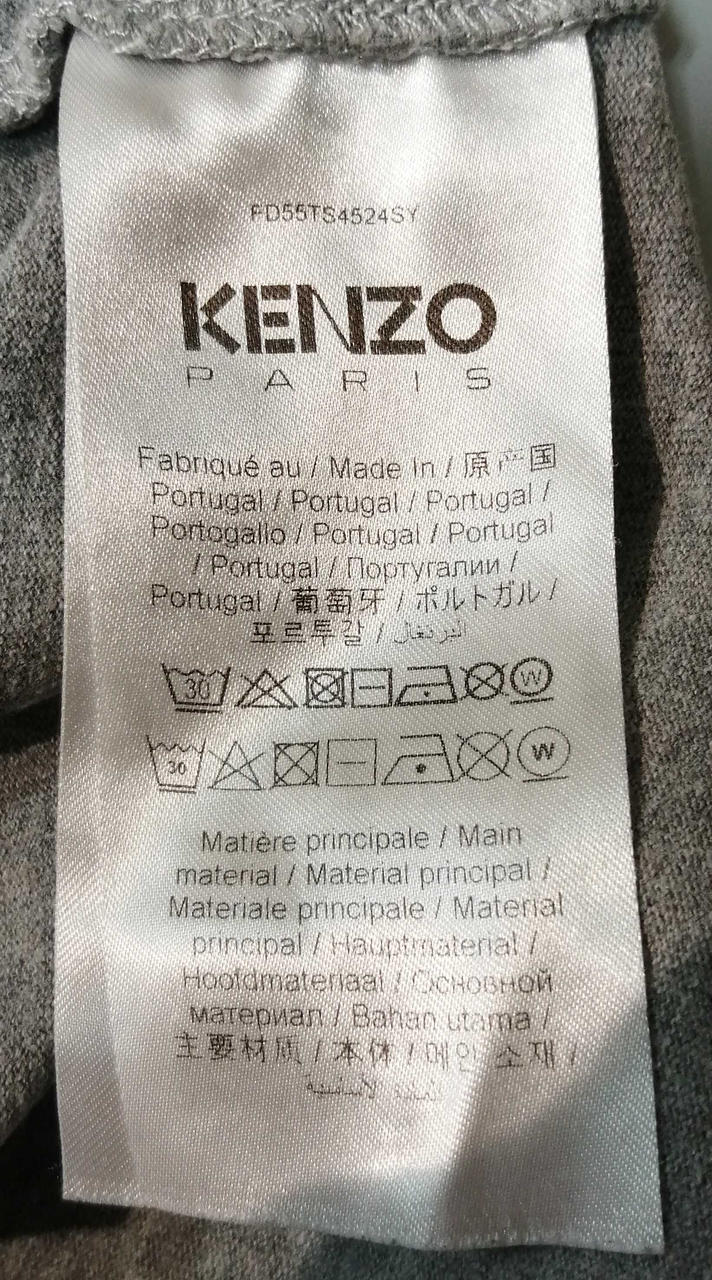 FD55TS4524SY
KENZO
PARIS
Fabriqué au / Made In / 原产国
Portugal / Portugal / Portugal /
Portogallo / Portugal / Portugal
/ Portugal / Португалии /
Portugal / 葡萄牙 / ポルトガル /
포르투갈 / البرتغال
30
W
30
W
Matière principale / Main
material / Material principal /
Materiale principale / Material
principal / Hauptmaterial /
Hoofdmateriaal / Основной
материал / Bahan utama /
主要材质 / 本体 / 메인 소재 /